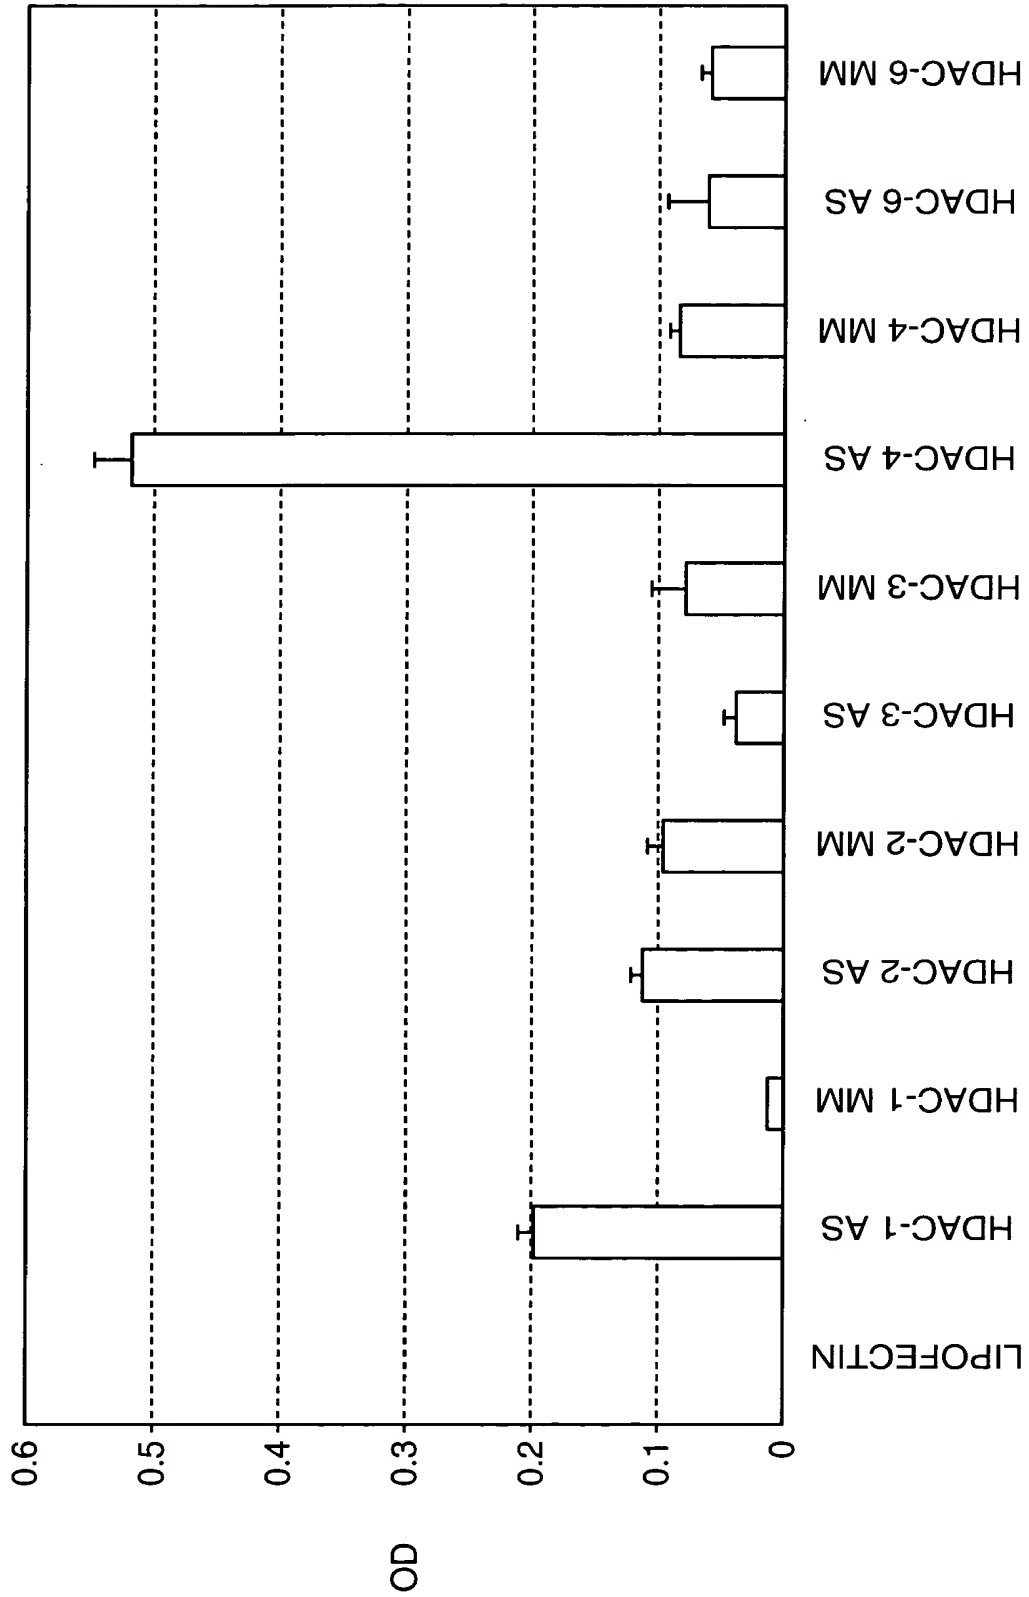 OD
0.6
0.5
0.4
0.3
0.2
0.1
0
LIPOFECTIN
HDAC-1 AS
HDAC-1 MM
HDAC-2 AS
HDAC-2 MM
HDAC-3 AS
HDAC-3 MM
HDAC-4 AS
HDAC-4 MM
HDAC-6 AS
HDAC-6 MM